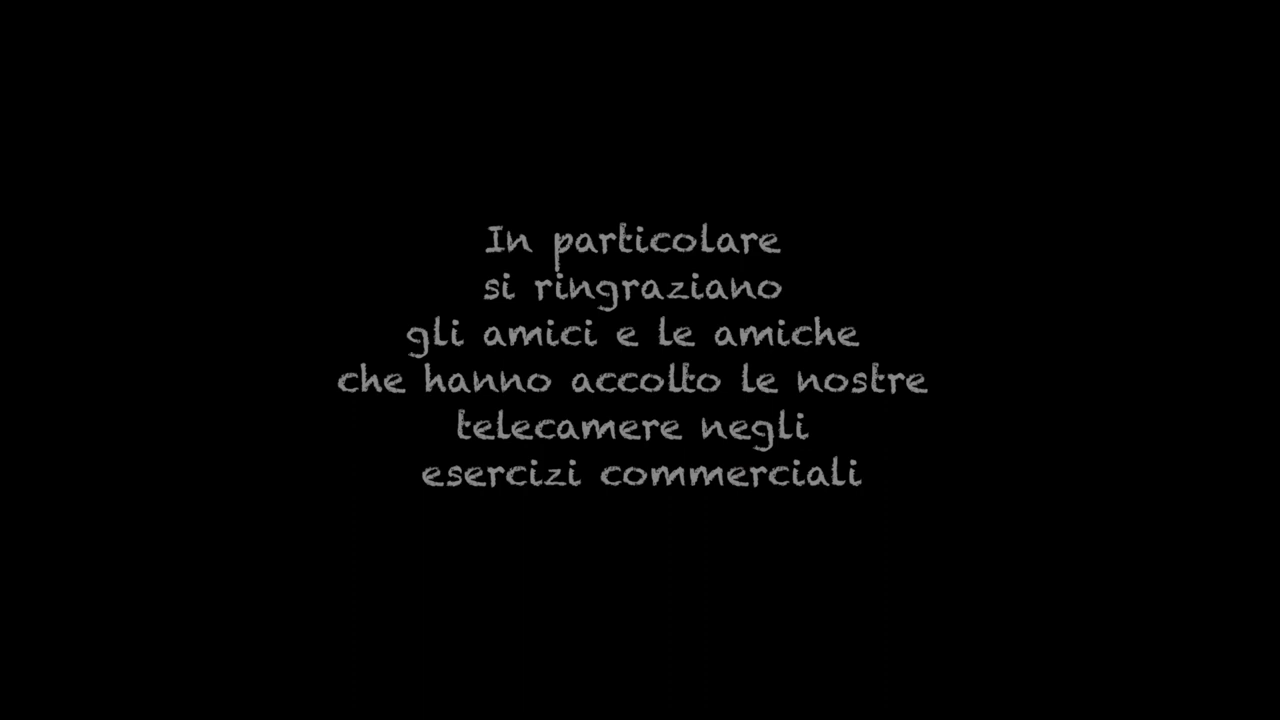 In particolare
si ringraziano
gli amici e le amiche
che hanno accolto le nostre
telecamere negli
esercizi commerciali